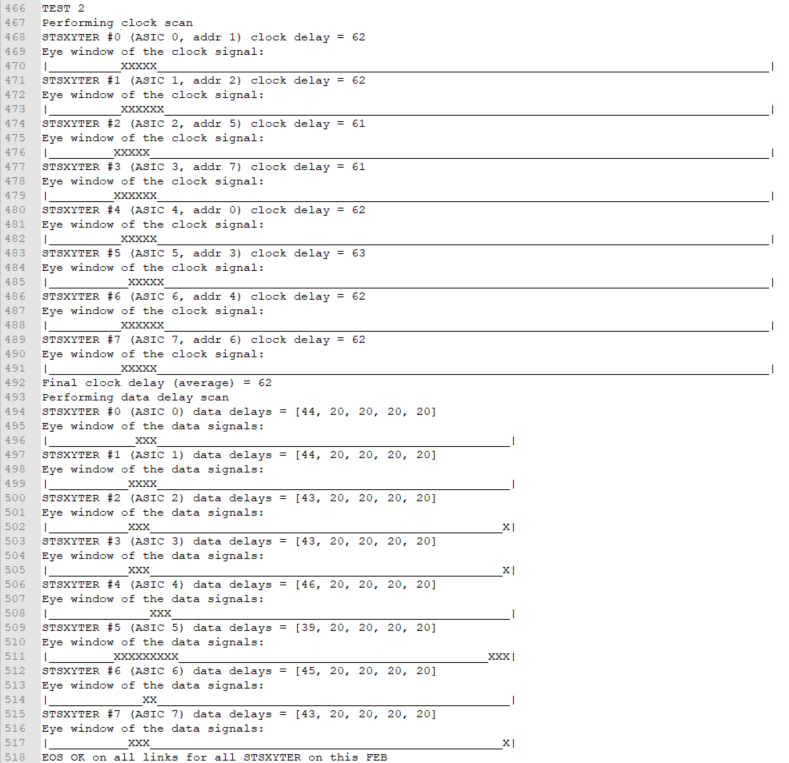 466 TEST 2
467 Performing clock scan
468 STSXYTER #0 (ASIC 0, addr 1) clock delay = 62
469 Eye window of the clock signal:
470 |__________XXXXX_____________________________________________________________________________________|
471 STSXYTER #1 (ASIC 1, addr 2) clock delay = 62
472 Eye window of the clock signal:
473 |__________XXXXXX____________________________________________________________________________________|
474 STSXYTER #2 (ASIC 2, addr 5) clock delay = 61
475 Eye window of the clock signal:
476 |_________XXXXX______________________________________________________________________________________|
477 STSXYTER #3 (ASIC 3, addr 7) clock delay = 61
478 Eye window of the clock signal:
479 |_________XXXXXX_____________________________________________________________________________________|
480 STSXYTER #4 (ASIC 4, addr 0) clock delay = 62
481 Eye window of the clock signal:
482 |__________XXXXX_____________________________________________________________________________________|
483 STSXYTER #5 (ASIC 5, addr 3) clock delay = 63
484 Eye window of the clock signal:
485 |___________XXXXX____________________________________________________________________________________|
486 STSXYTER #6 (ASIC 6, addr 4) clock delay = 62
487 Eye window of the clock signal:
488 |__________XXXXXX____________________________________________________________________________________|
489 STSXYTER #7 (ASIC 7, addr 6) clock delay = 62
490 Eye window of the clock signal:
491 |__________XXXXX_____________________________________________________________________________________|
492 Final clock delay (average) = 62
493 Performing data delay scan
494 STSXYTER #0 (ASIC 0) data delays = [44, 20, 20, 20, 20]
495 Eye window of the data signals:
496 |____________XXX_________________________________________________|
497 STSXYTER #1 (ASIC 1) data delays = [44, 20, 20, 20, 20]
498 Eye window of the data signals:
499 |___________XXXX_________________________________________________|
500 STSXYTER #2 (ASIC 2) data delays = [43, 20, 20, 20, 20]
501 Eye window of the data signals:
502 |___________XXX_________________________________________________X|
503 STSXYTER #3 (ASIC 3) data delays = [43, 20, 20, 20, 20]
504 Eye window of the data signals:
505 |___________XXX_________________________________________________X|
506 STSXYTER #4 (ASIC 4) data delays = [46, 20, 20, 20, 20]
507 Eye window of the data signals:
508 |______________XXX_______________________________________________|
509 STSXYTER #5 (ASIC 5) data delays = [39, 20, 20, 20, 20]
510 Eye window of the data signals:
511 |_________XXXXXXXXX___________________________________________XXX|
512 STSXYTER #6 (ASIC 6) data delays = [45, 20, 20, 20, 20]
513 Eye window of the data signals:
514 |_____________XX_________________________________________________|
515 STSXYTER #7 (ASIC 7) data delays = [43, 20, 20, 20, 20]
516 Eye window of the data signals:
517 |___________XXX_________________________________________________X|
518 EOS OK on all links for all STSXYTER on this FEB